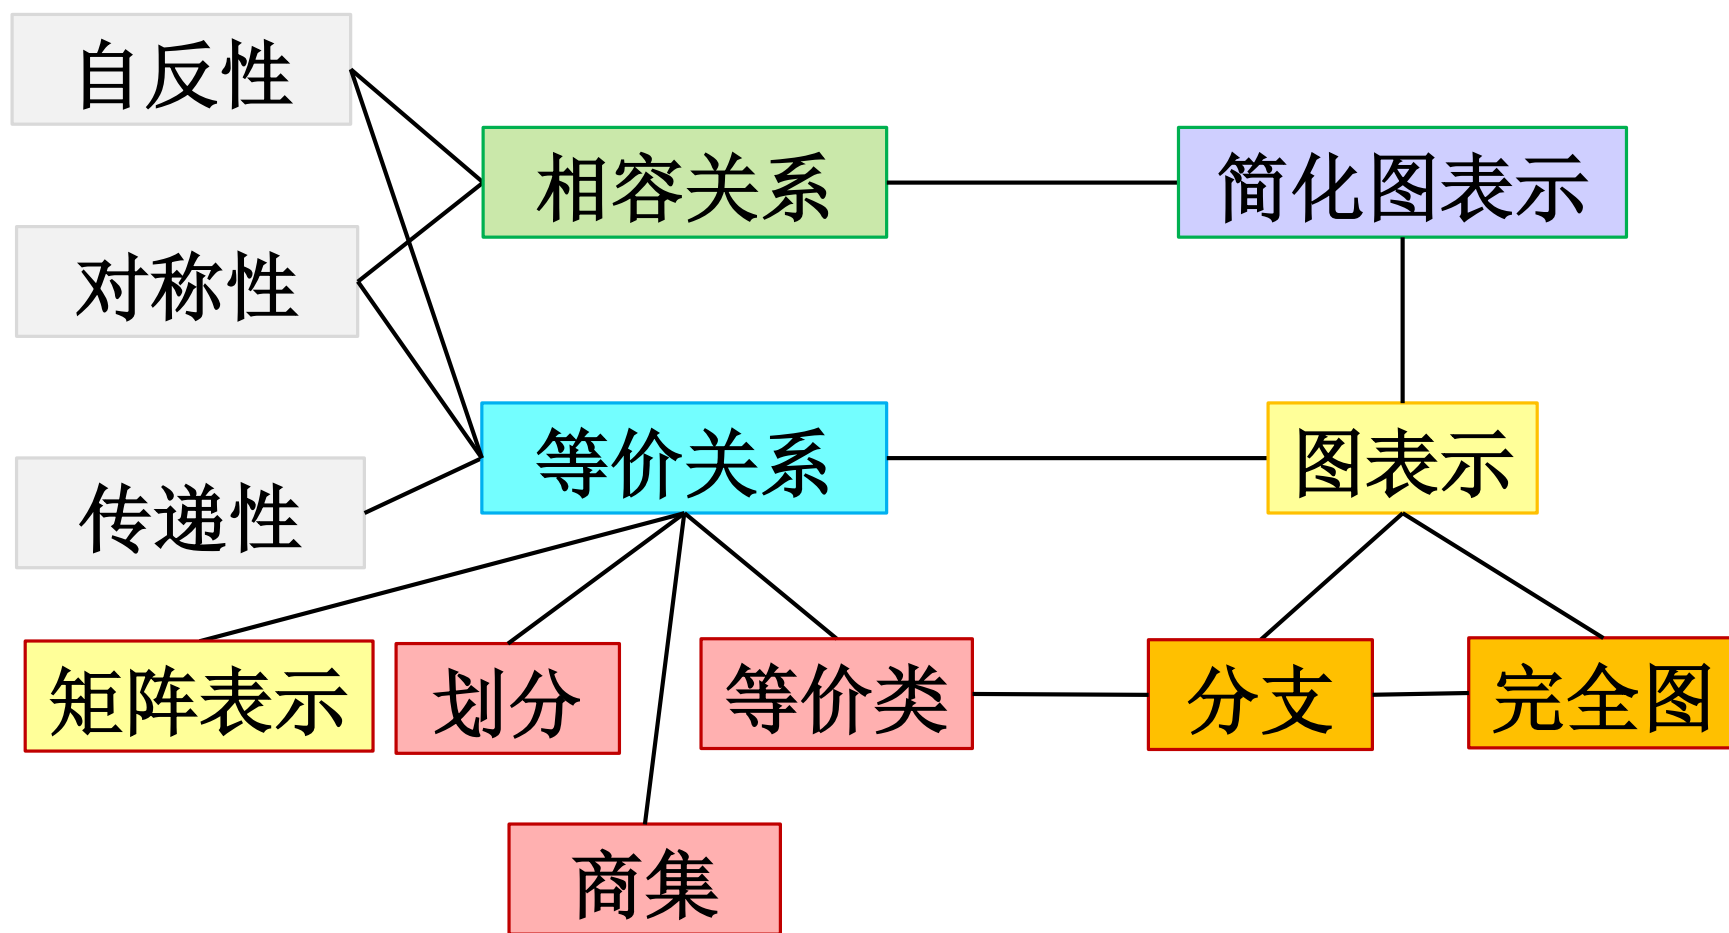 自反性
相容关系
简化图表示
对称性
等价关系
图表示
传递性
矩阵表示
划分
等价类
分支
完全图
商集